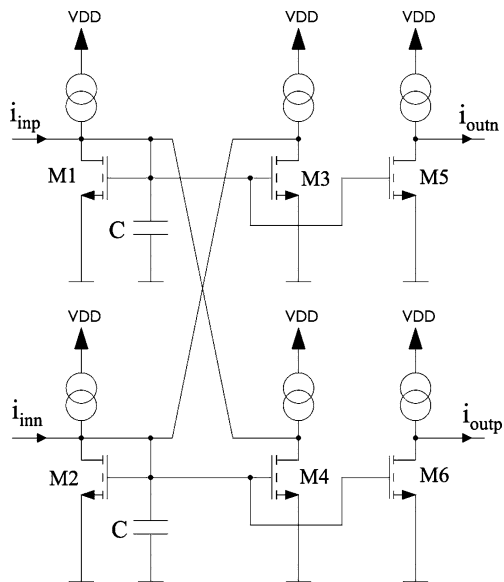 VDD VDD VDD
i_inp i_outn
M1 M3 M5
C
VDD VDD VDD
i_inn i_outp
M2 M4 M6
C